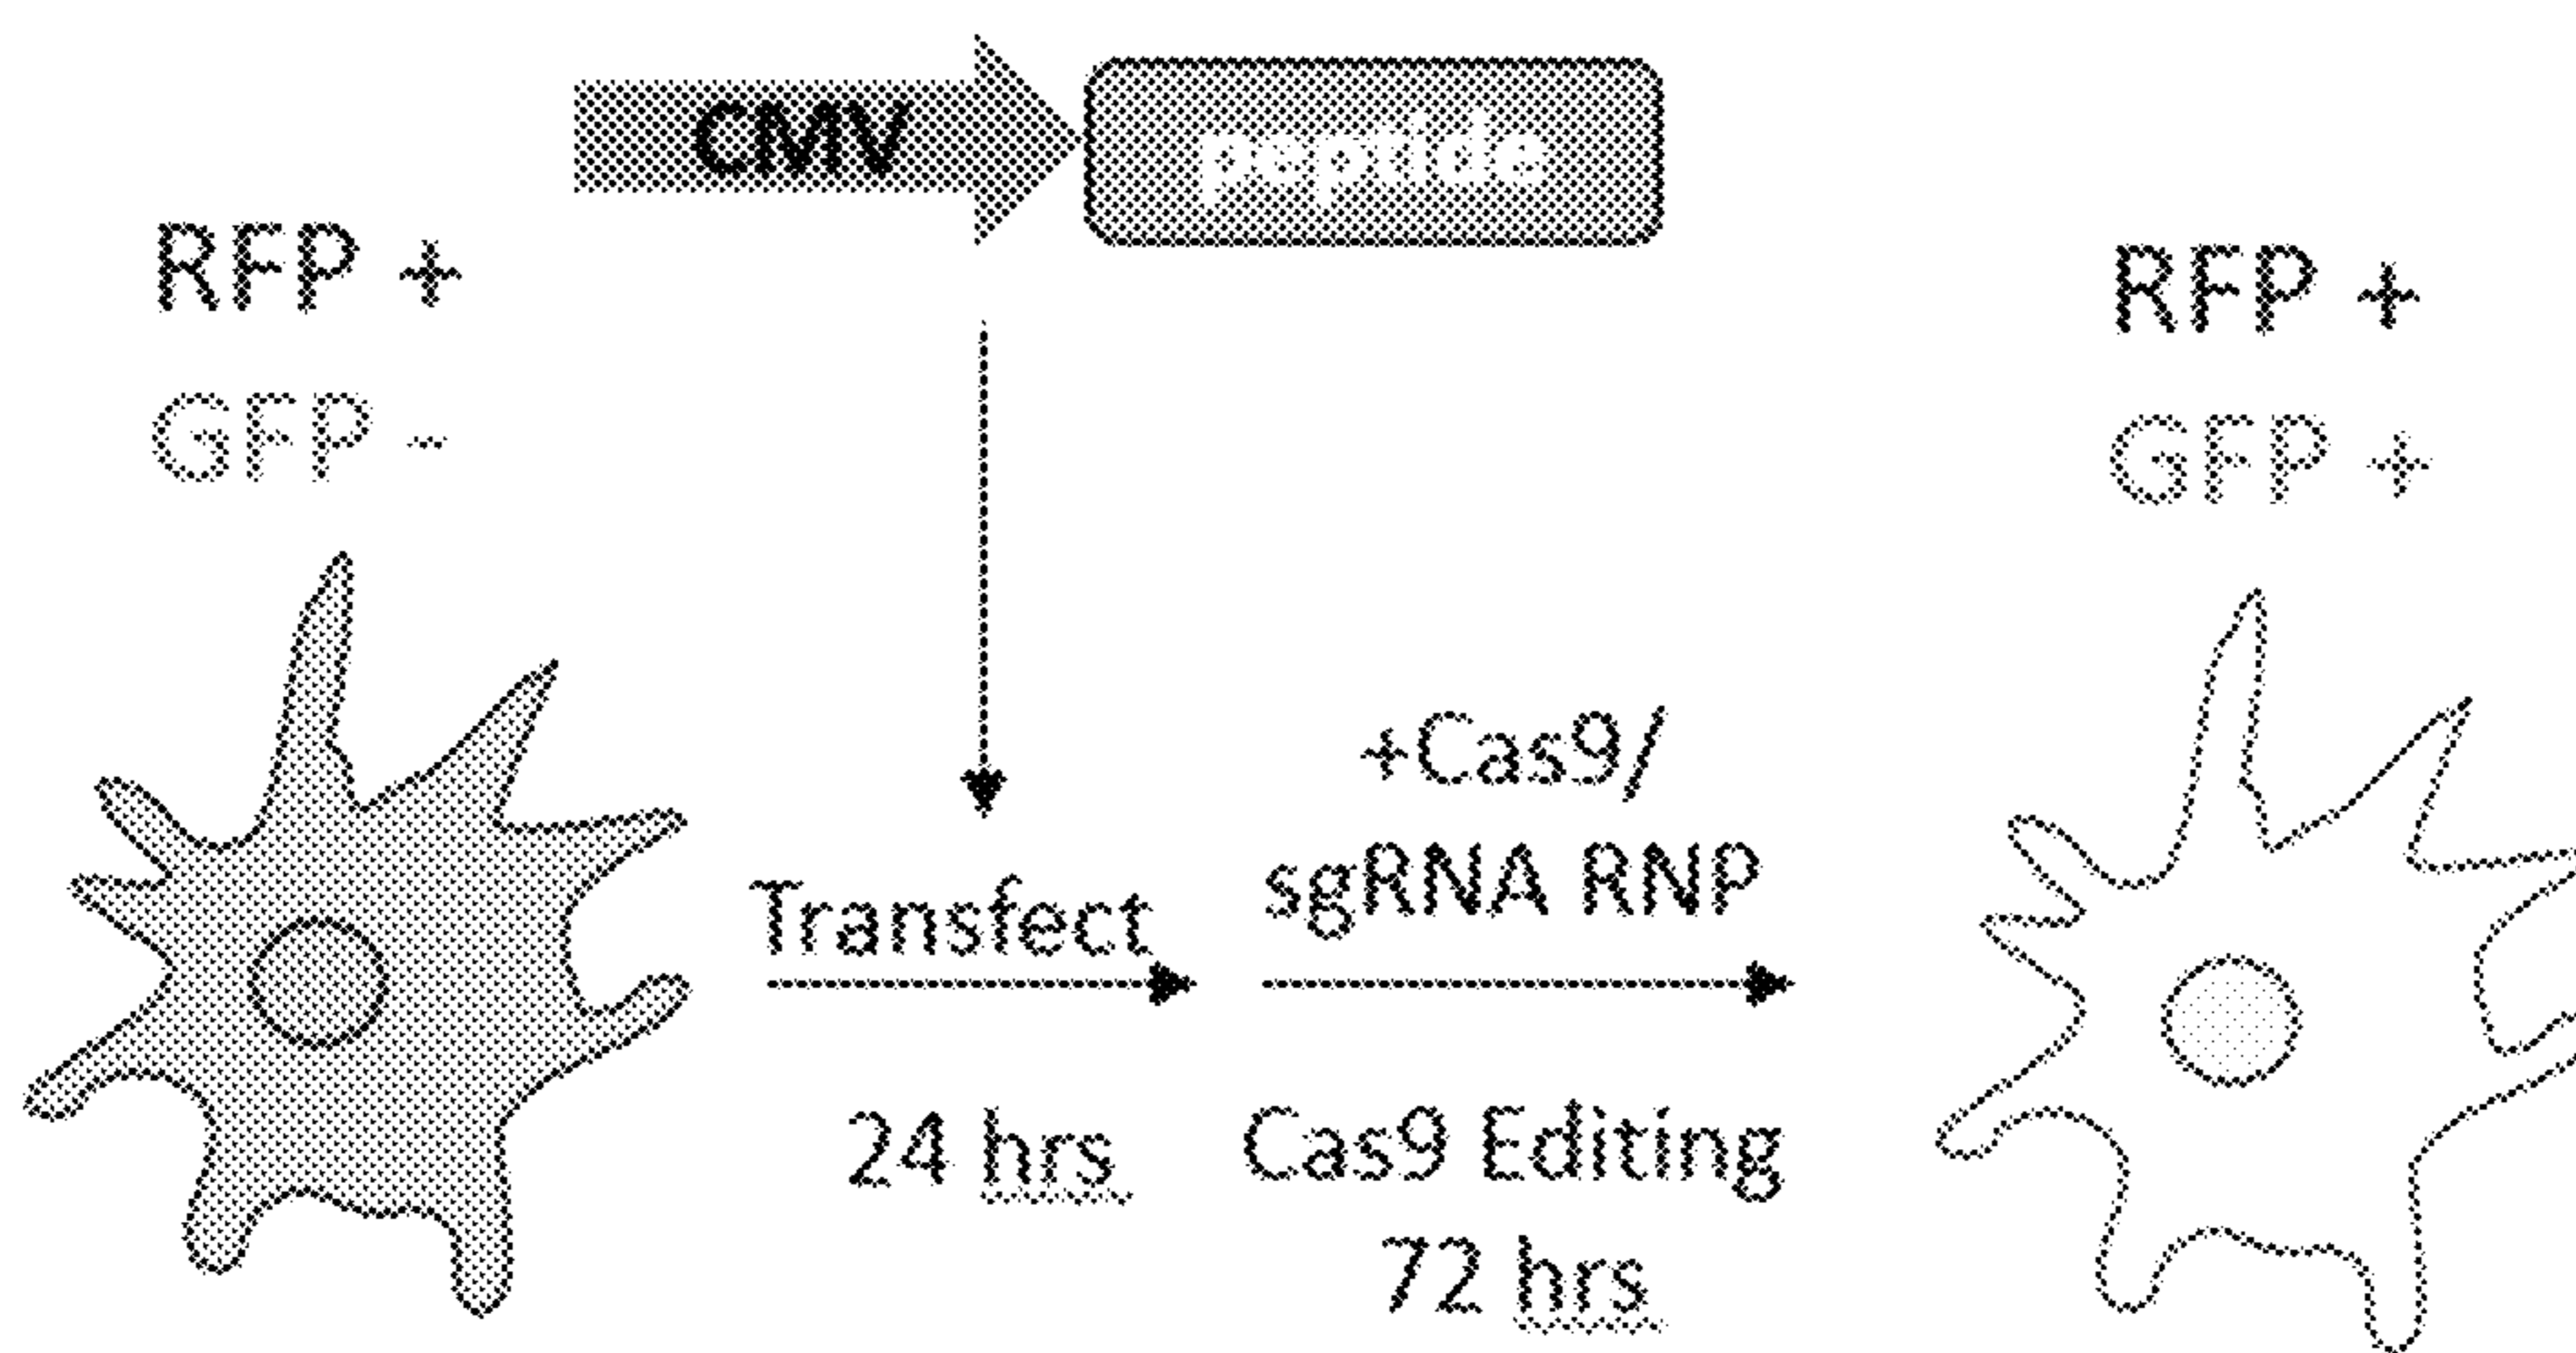 CMV
peptide
RFP +
GFP -
RFP +
GFP +
Transfect
24 hrs
+Cas9/
sgRNA RNP
Cas9 Editing
72 hrs